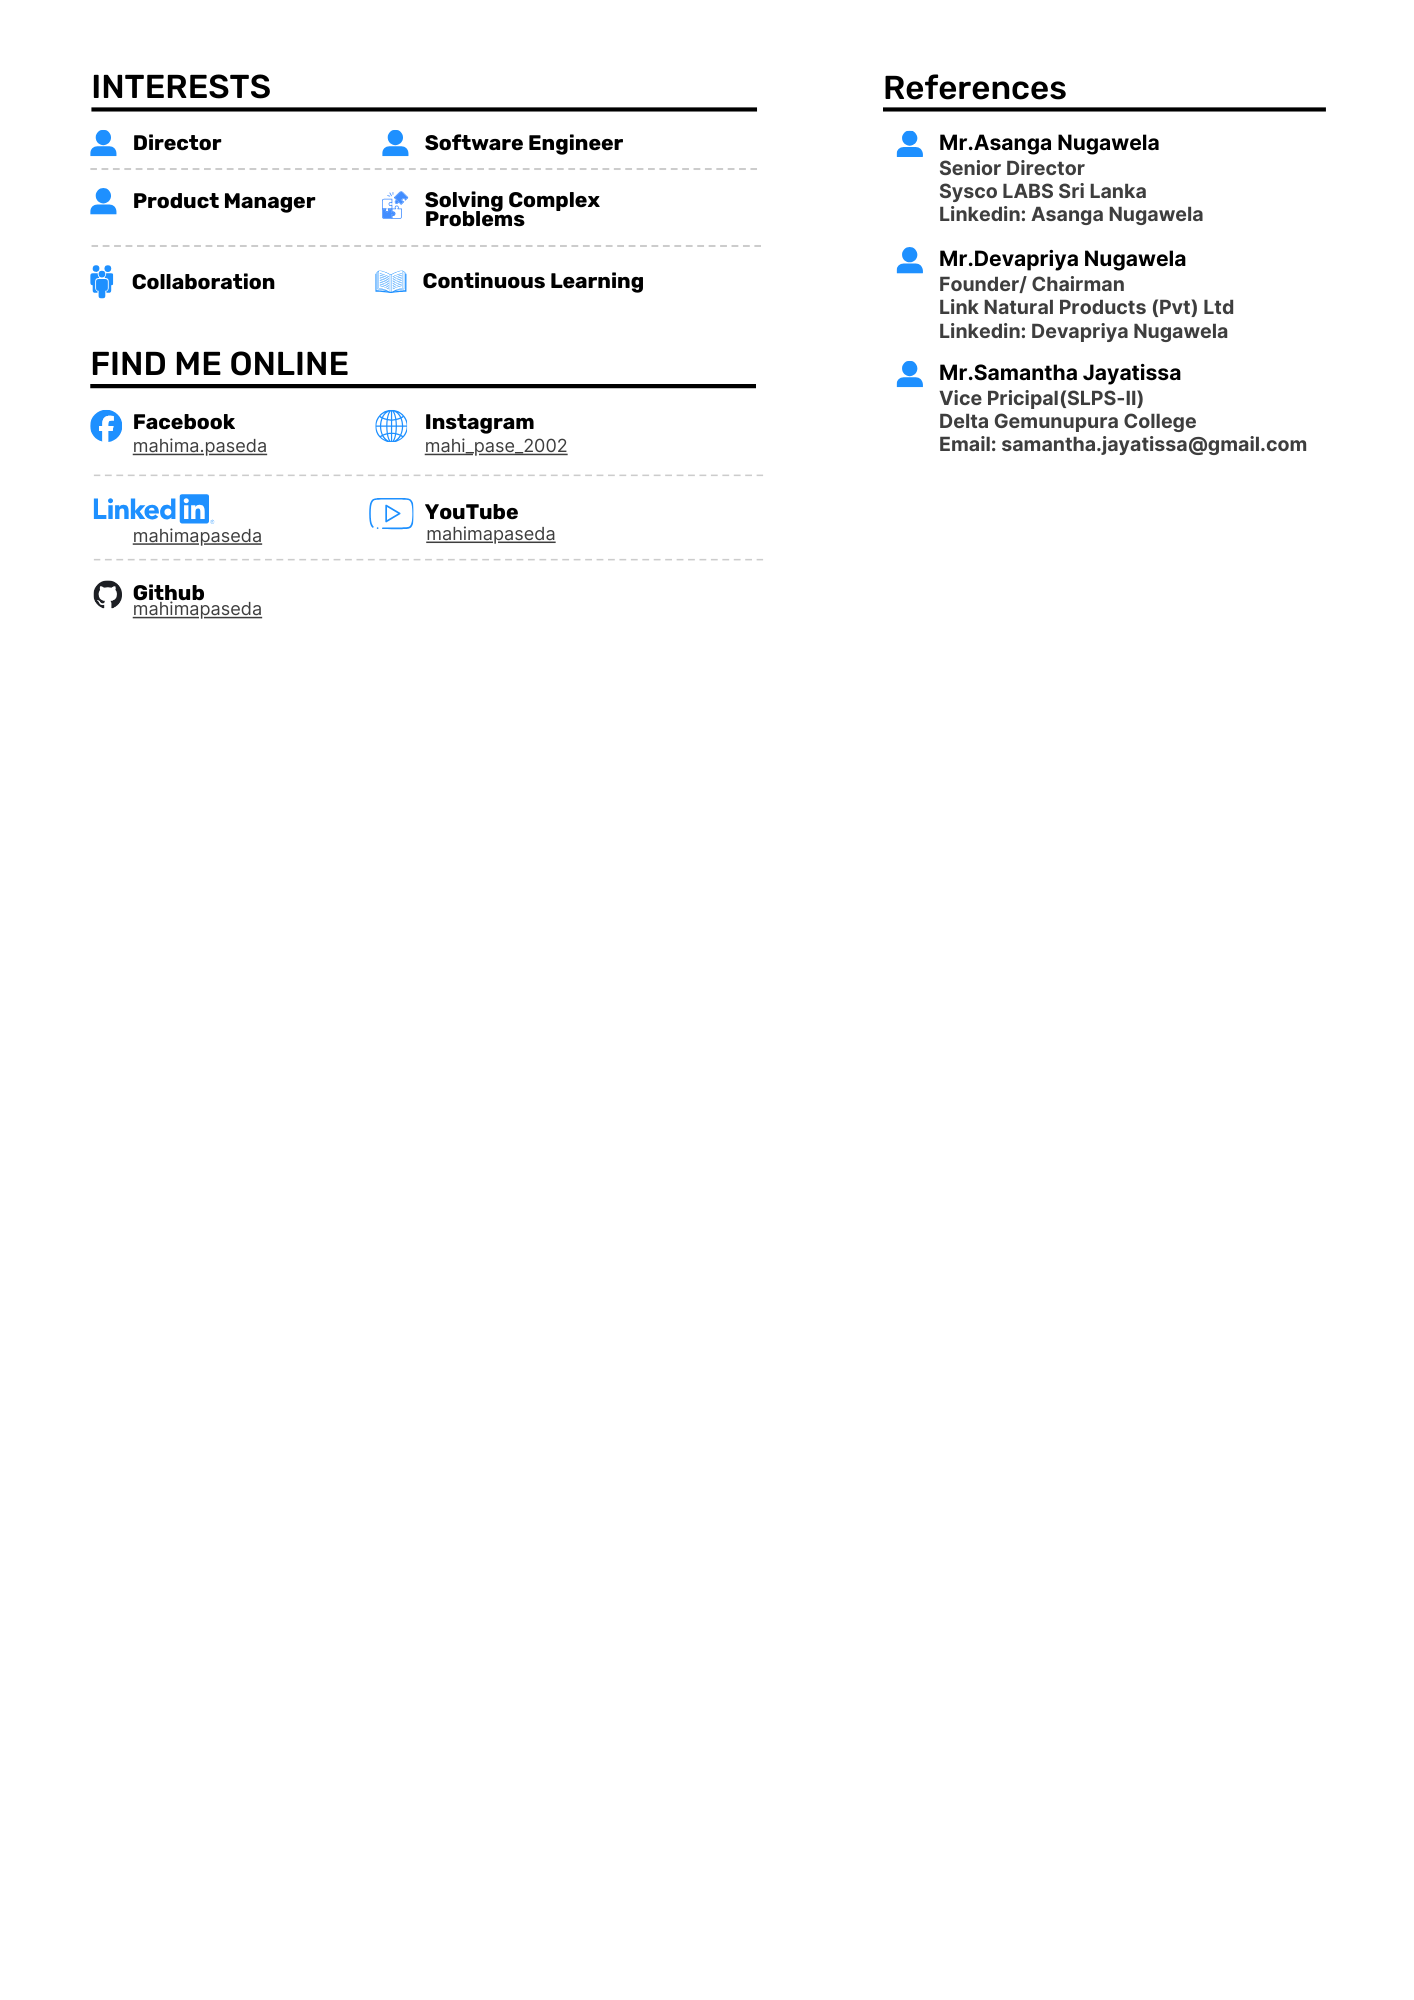 INTERESTS
Director
Software Engineer
Product Manager
Solving Complex
Problems
Collaboration
Continuous Learning
FIND ME ONLINE
Facebook
mahima.paseda
Instagram
mahi_pase_2002
Linkedin
mahimapaseda
YouTube
mahimapaseda
Github
mahimapaseda
References
Mr.Asanga Nugawela
Senior Director
Sysco LABS Sri Lanka
Linkedin: Asanga Nugawela
Mr.Devapriya Nugawela
Founder/ Chairman
Link Natural Products (Pvt) Ltd
Linkedin: Devapriya Nugawela
Mr.Samantha Jayatissa
Vice Pricipal(SLPS-II)
Delta Gemunupura College
Email: samantha.jayatissa@gmail.com